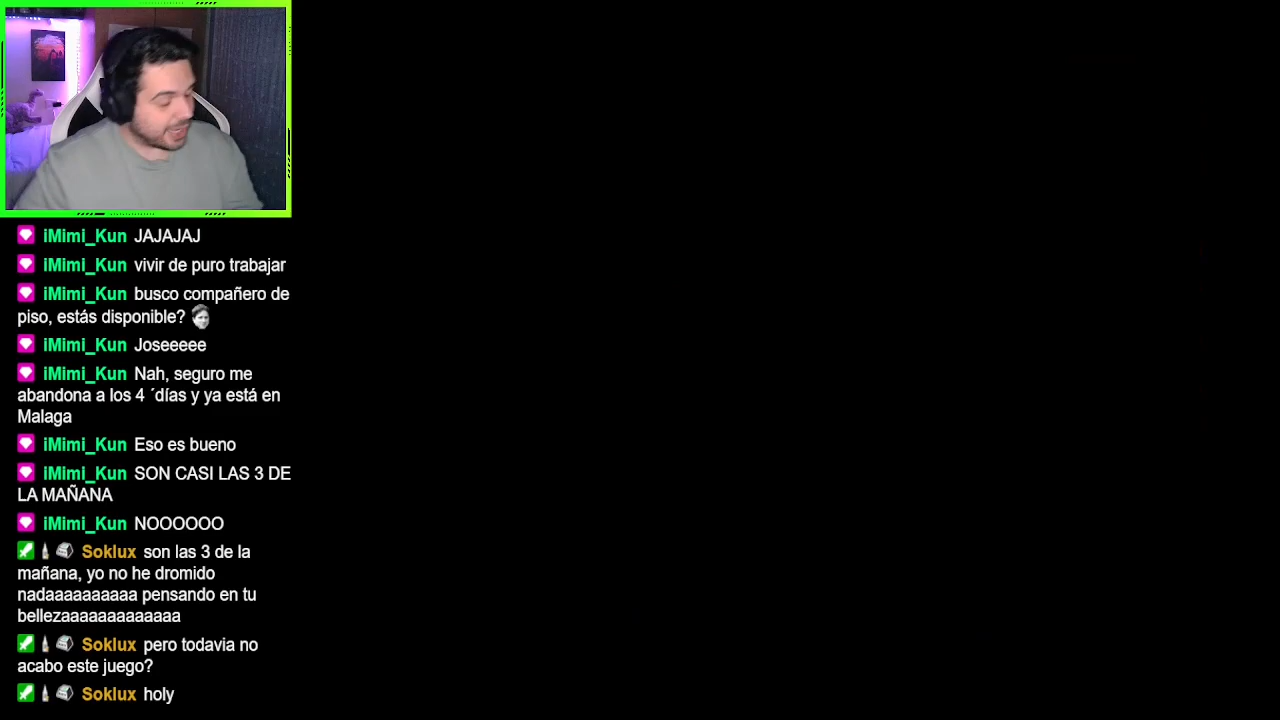 iMimi_Kun JAJAJAJ
iMimi_Kun vivir de puro trabajar
iMimi_Kun busco compañero de
piso, estás disponible?
iMimi_Kun Joseeeee
iMimi_Kun Nah, seguro me
abandona a los 4 ´días y ya está en
Malaga
iMimi_Kun Eso es bueno
iMimi_Kun SON CASI LAS 3 DE
LA MAÑANA
iMimi_Kun NOOOOOO
Soklux son las 3 de la
mañana, yo no he dromido
nadaaaaaaaaaa pensando en tu
bellezaaaaaaaaaaaaa
Soklux pero todavia no
acabo este juego?
Soklux holy